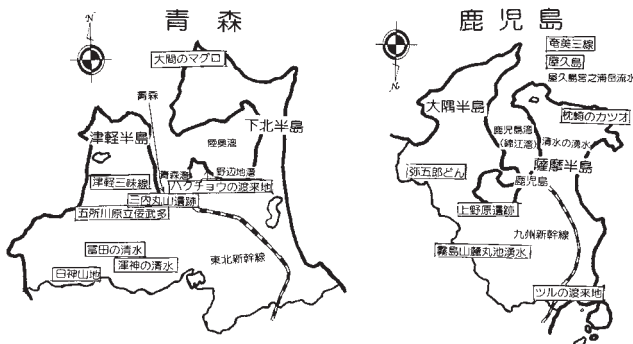 青森
N
大間のマグロ
青森
下北半島
陸奥湾
津軽半島
青森湾
野辺地湾
津軽三味線
ハクチョウの渡来地
三内丸山遺跡
五所川原立佞武多
富田の清水
渾神の清水
白神山地
東北新幹線
鹿児島
N
奄美三線
屋久島
屋久島宮之浦岳流水
大隅半島
枕崎のカツオ
鹿児島湾
(錦江湾)
清水の湧水
薩摩半島
弥五郎どん
鹿児島
上野原遺跡
九州新幹線
霧島山麓丸池湧水
ツルの渡来地